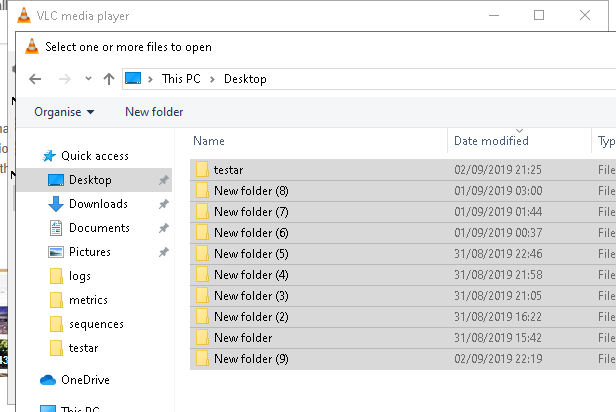 VLC media player
Select one or more files to open
This PC > Desktop
Organise New folder
Name Date modified Typ
Quick access
Desktop
Downloads
Documents
Pictures
logs
metrics
sequences
testar
OneDrive
This PC
testar 02/09/2019 21:25 File
New folder (8) 01/09/2019 03:00 File
New folder (7) 01/09/2019 01:44 File
New folder (6) 01/09/2019 00:37 File
New folder (5) 31/08/2019 22:46 File
New folder (4) 31/08/2019 21:58 File
New folder (3) 31/08/2019 21:05 File
New folder (2) 31/08/2019 16:22 File
New folder 31/08/2019 15:42 File
New folder (9) 02/09/2019 22:19 File